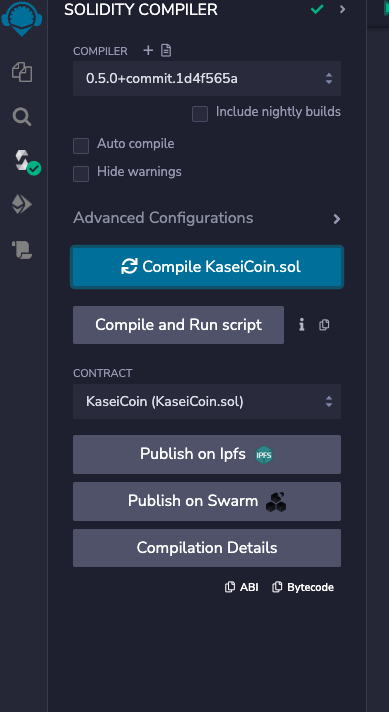 SOLIDITY COMPILER
COMPILER
0.5.0+commit.1d4f565a
Include nightly builds
Auto compile
Hide warnings
Advanced Configurations
Compile KaseiCoin.sol
Compile and Run script
CONTRACT
KaseiCoin (KaseiCoin.sol)
Publish on Ipfs IPFS
Publish on Swarm
Compilation Details
ABI Bytecode